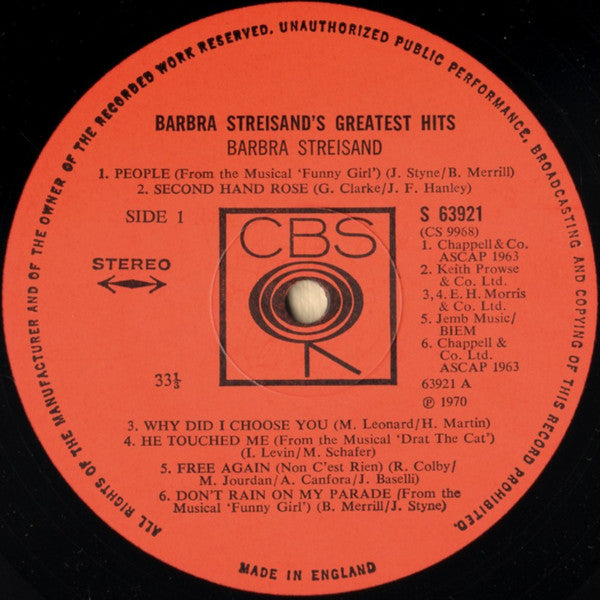 ALL RIGHTS OF THE MANUFACTURER AND OF THE OWNER OF THE RECORDED WORK RESERVED. UNAUTHORIZED PUBLIC PERFORMANCE, BROADCASTING AND COPYING OF THIS RECORD PROHIBITED.
BARBRA STREISAND'S GREATEST HITS
BARBRA STREISAND
1. PEOPLE (From the Musical 'Funny Girl') (J. Styne/B. Merrill)
2. SECOND HAND ROSE (G. Clarke/J. F. Hanley)
SIDE 1
STEREO
33⅓
CBS
S 63921
(CS 9968)
1. Chappell & Co.
ASCAP 1963
2. Keith Prowse
& Co. Ltd.
3,4. E. H. Morris
& Co. Ltd.
5. Jemb Music/
BIEM
6. Chappell &
Co. Ltd.
ASCAP 1963
63921 A
℗ 1970
3. WHY DID I CHOOSE YOU (M. Leonard/H. Martin)
4. HE TOUCHED ME (From the Musical 'Drat The Cat')
(I. Levin/M. Schafer)
5. FREE AGAIN (Non C'est Rien) (R. Colby/
M. Jourdan/A. Canfora/J. Baselli)
6. DON'T RAIN ON MY PARADE (From the
Musical 'Funny Girl') (B. Merrill/J. Styne)
MADE IN ENGLAND